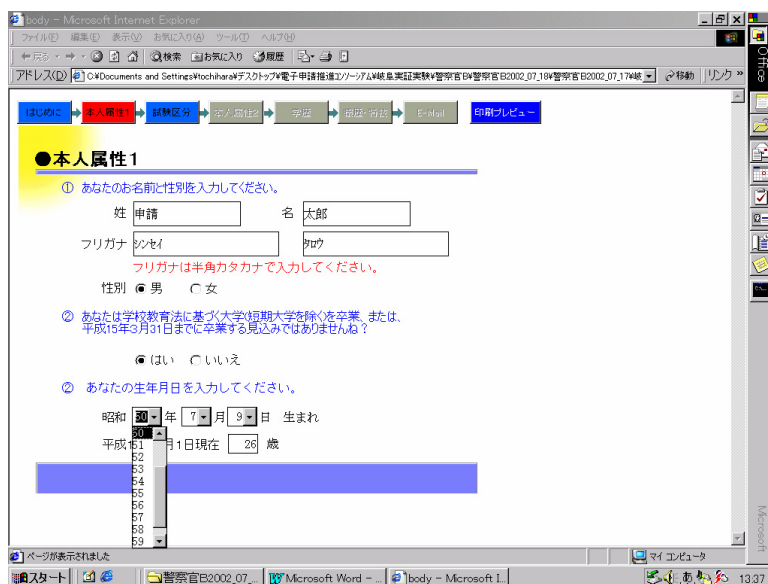 body - Microsoft Internet Explorer
ファイル(F) 編集(E) 表示(V) お気に入り(A) ツール(T) ヘルプ(H)
戻る 検索 お気に入り 履歴
アドレス(D) C:¥Documents and Settings¥tochihara¥デスクトップ¥電子申請推進コンソーシアム¥岐阜実証実験¥警察官B¥警察官B2002_07_18¥警察官B2002_07_17¥岐 移動 リンク »
はじめに 本人属性1 試験区分 本人属性2 学歴 職歴・特技 E-Mail 印刷プレビュー
●本人属性1
① あなたのお名前と性別を入力してください。
姓 申請 名 太郎
フリガナ シンセイ タロウ
フリガナは半角カタカナで入力してください。
性別 男 女
② あなたは学校教育法に基づく大学(短期大学を除く)を卒業、または、
平成15年3月31日までに卒業する見込みではありませんね？
はい いいえ
② あなたの生年月日を入力してください。
昭和 50 年 7 月 9 日 生まれ
50
平成1 月1日現在 26 歳
51
52
53
54
55
56
57
58
59
ページが表示されました マイ コンピュータ
スタート 警察官B2002_07_... Microsoft Word - ... body - Microsoft I... あ 13:37
Office
Microsoft